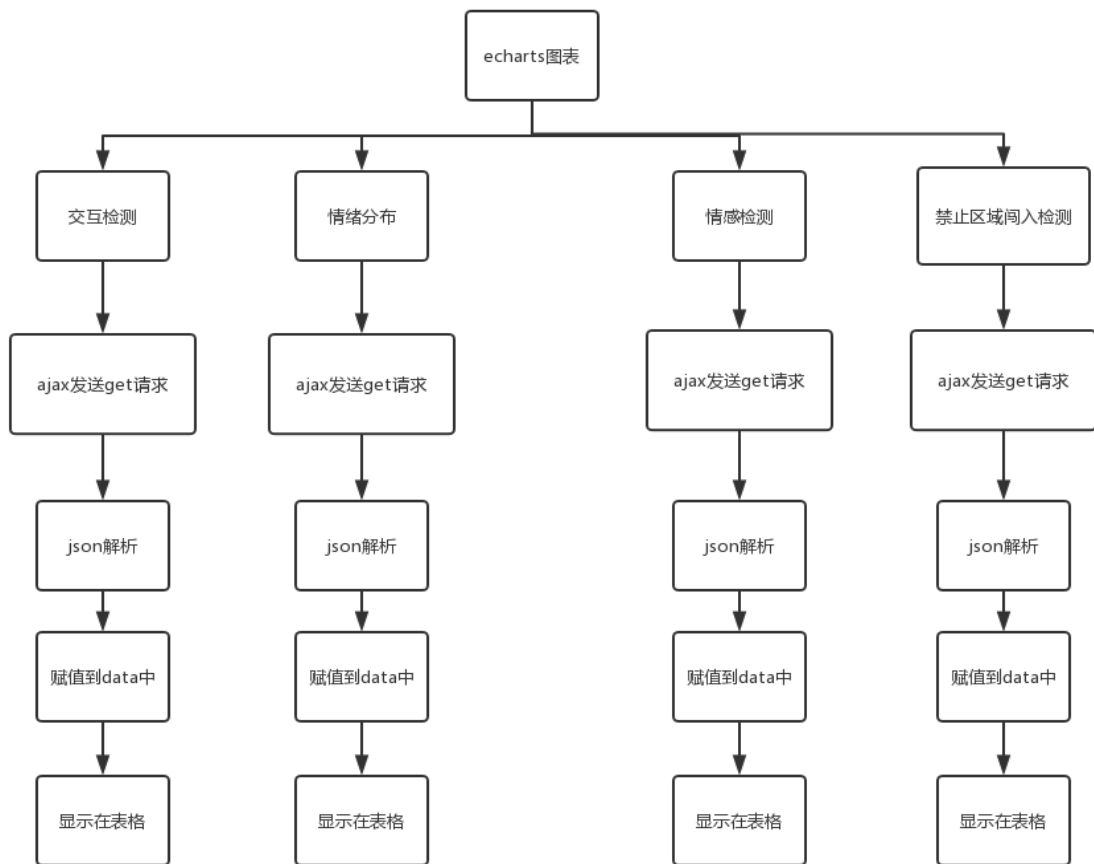 echarts图表
交互检测
情绪分布
情感检测
禁止区域闯入检测
ajax发送get请求
ajax发送get请求
ajax发送get请求
ajax发送get请求
json解析
json解析
json解析
json解析
赋值到data中
赋值到data中
赋值到data中
赋值到data中
显示在表格
显示在表格
显示在表格
显示在表格